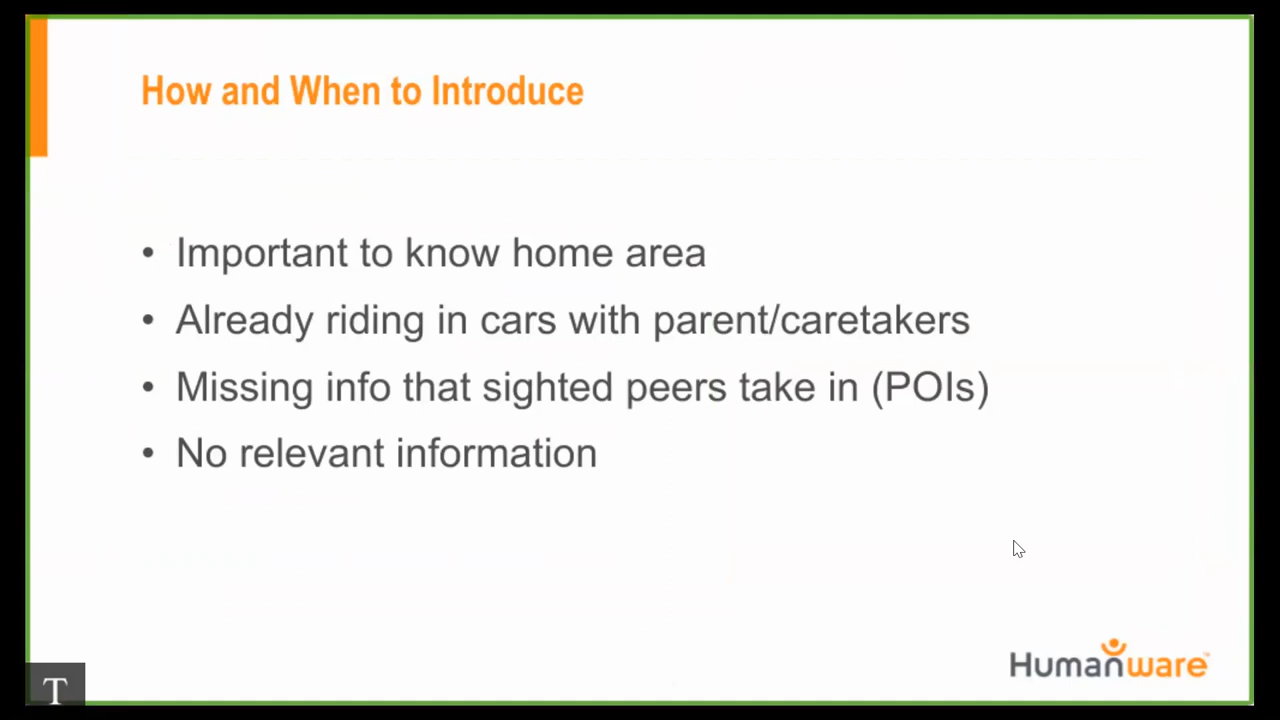 How and When to Introduce
• Important to know home area
• Already riding in cars with parent/caretakers
• Missing info that sighted peers take in (POIs)
• No relevant information
Humanware™
T